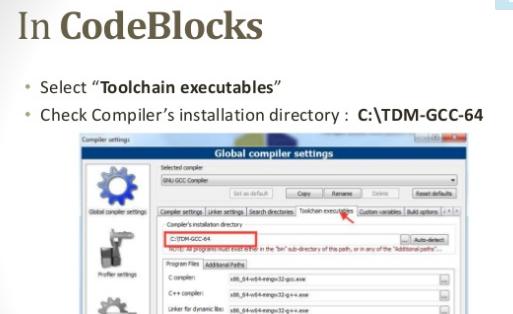 In CodeBlocks
• Select “Toolchain executables”
• Check Compiler’s installation directory : C:\TDM-GCC-64
Compiler settings
Global compiler settings
Selected compiler
GNU GCC Compiler
Set as default Copy Rename Delete Reset defaults
Global compiler settings
Compiler settings Linker settings Search directories Toolchain executables Custom variables Build options
Compiler's installation directory
C:\TDM-GCC-64 ... Auto-detect
NOTE: All programs must exist either in the "bin" sub-directory of this path, or in any of the "Additional paths"...
Program Files Additional Paths
Profiler settings
C compiler: x86_64-w64-mingw32-gcc.exe ...
C++ compiler: x86_64-w64-mingw32-g++.exe ...
Linker for dynamic libs: x86_64-w64-mingw32-g++.exe ...